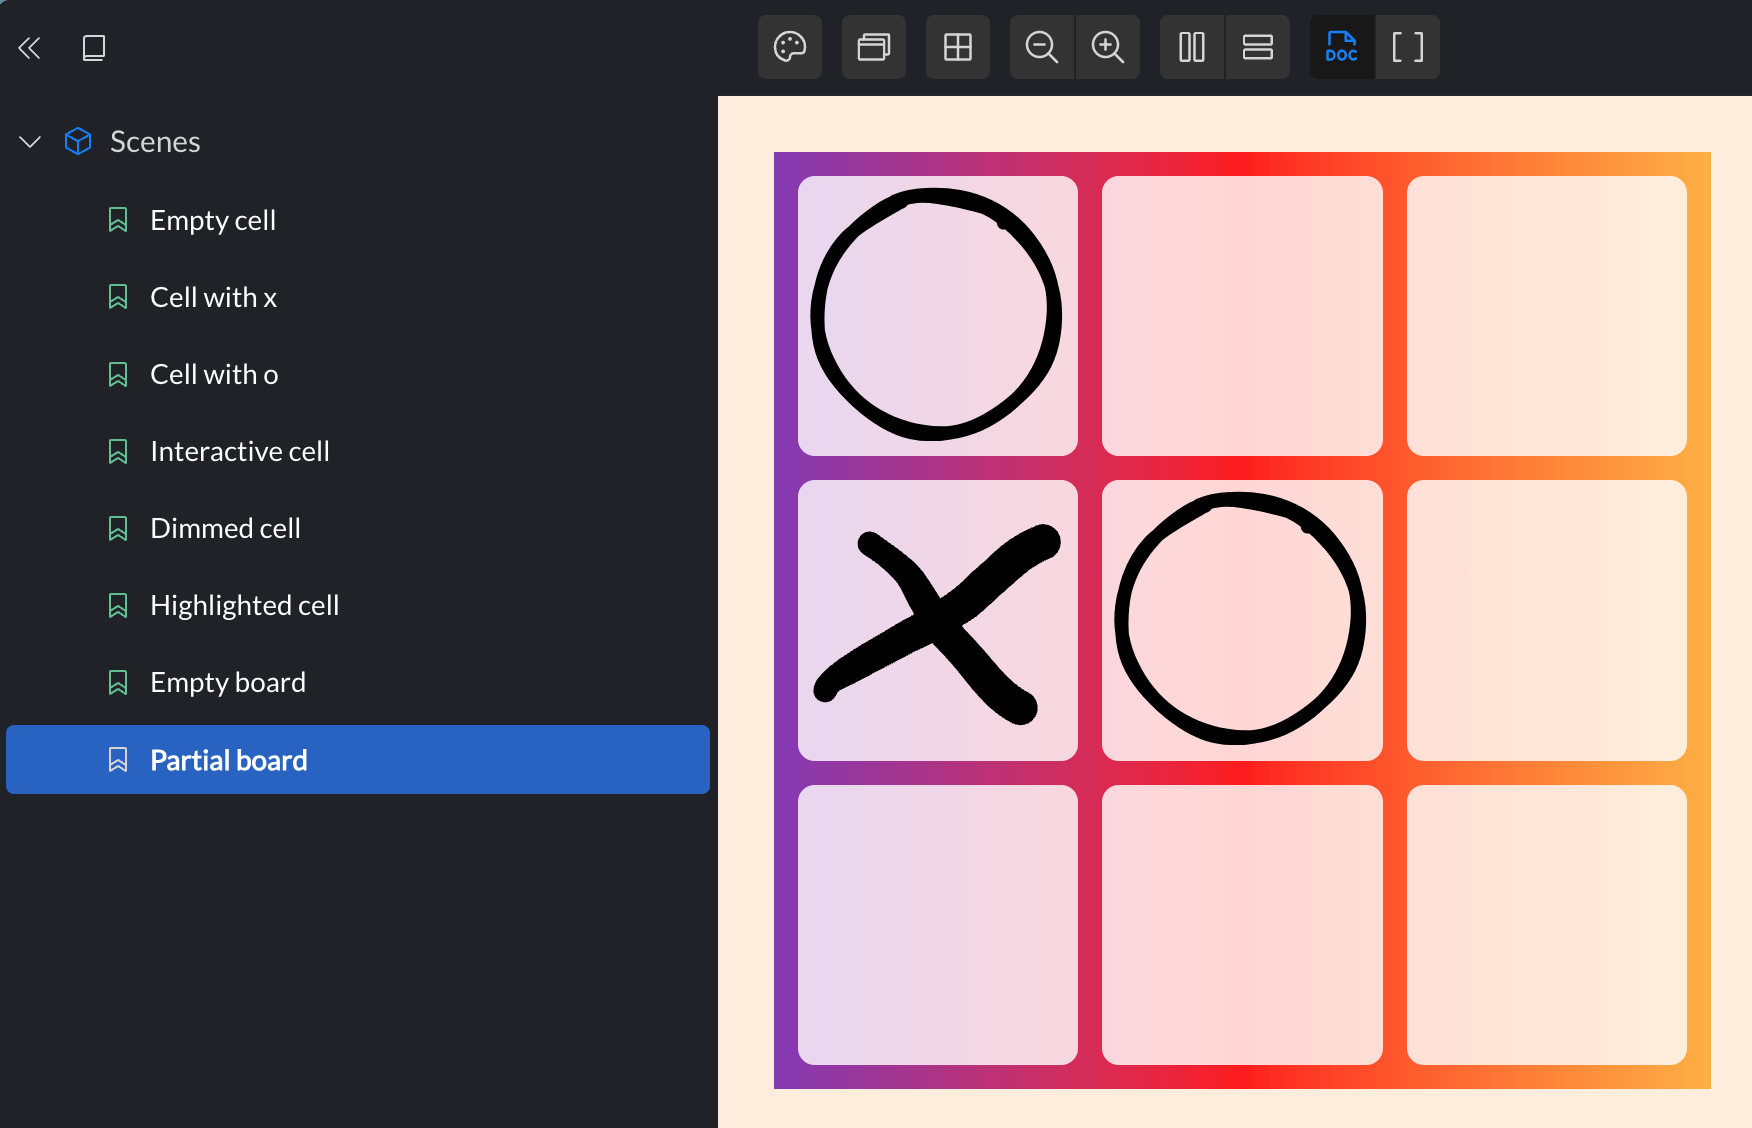 DOC
Scenes
Empty cell
Cell with x
Cell with o
Interactive cell
Dimmed cell
Highlighted cell
Empty board
Partial board